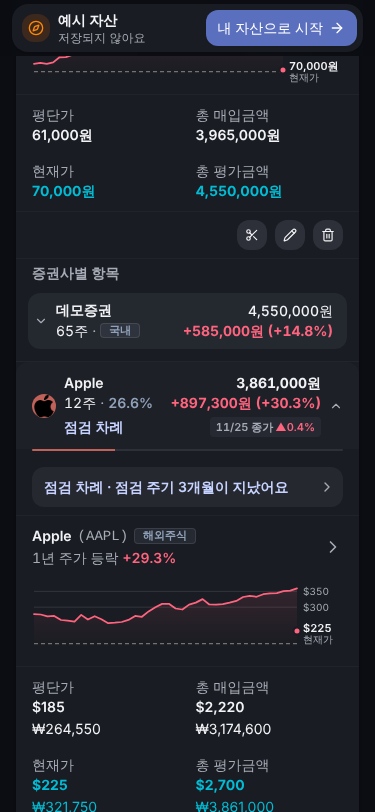 예시 자산
저장되지 않아요
내 자산으로 시작
70,000원
현재가
평단가
61,000원
총 매입금액
3,965,000원
현재가
70,000원
총 평가금액
4,550,000원
증권사별 항목
데모증권
4,550,000원
65주 · 국내
+585,000원 (+14.8%)
Apple
3,861,000원
12주 · 26.6%
+897,300원 (+30.3%)
점검 차례
11/25 종가 ▲0.4%
점검 차례 · 점검 주기 3개월이 지났어요
Apple (AAPL) 해외주식
1년 주가 등락 +29.3%
$350
$300
$225
현재가
평단가
$185
₩264,550
총 매입금액
$2,220
₩3,174,600
현재가
$225
₩321,750
총 평가금액
$2,700
₩3,861,000